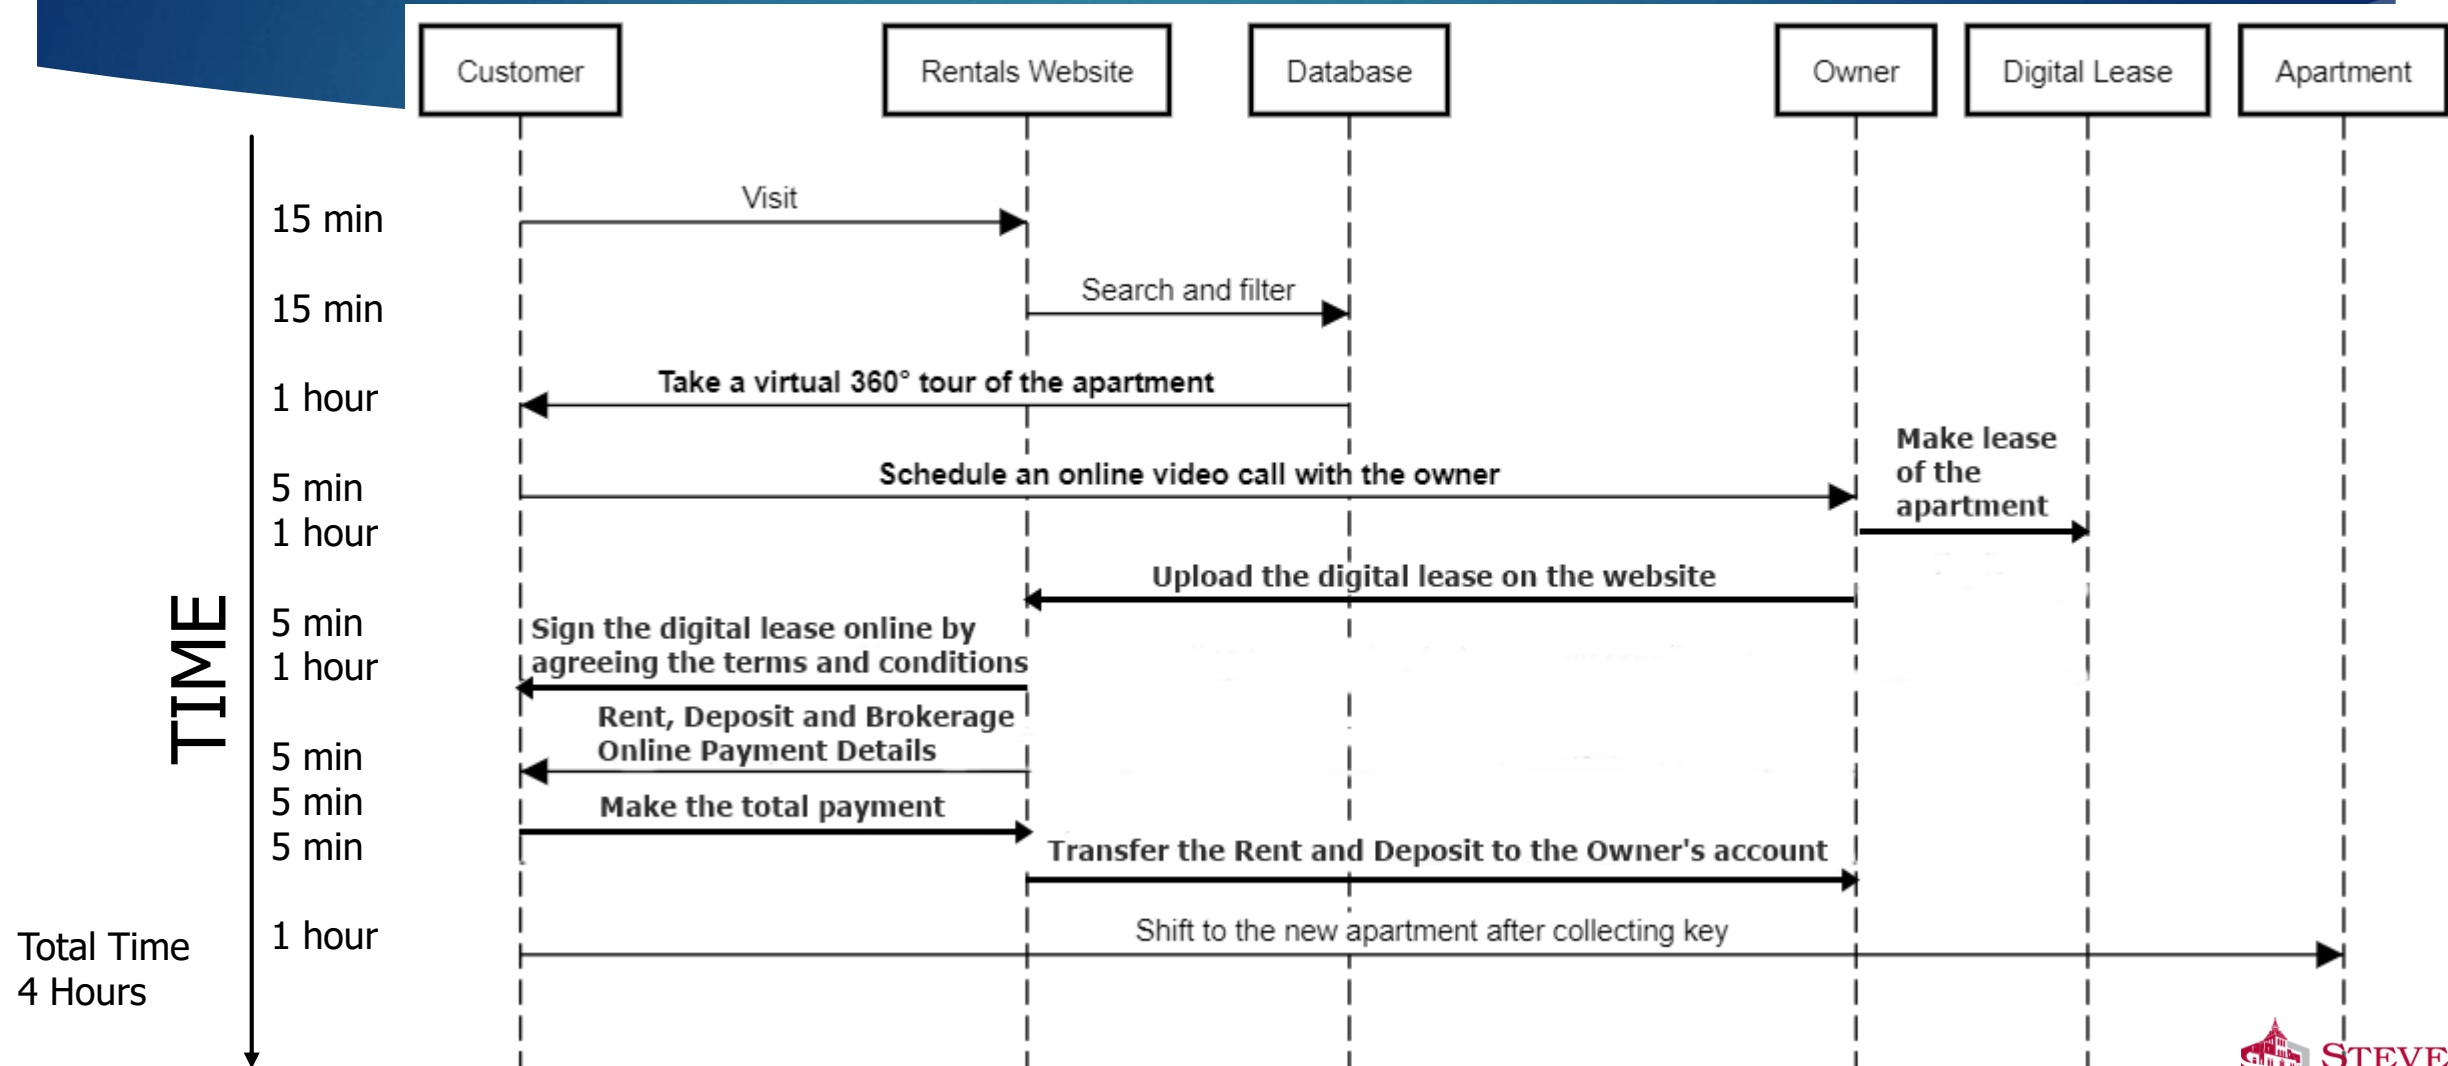 Customer
Rentals Website
Database
Owner
Digital Lease
Apartment
15 min
Visit
15 min
Search and filter
1 hour
Take a virtual 360° tour of the apartment
5 min
Schedule an online video call with the owner
1 hour
Make lease
of the
apartment
5 min
Upload the digital lease on the website
1 hour
Sign the digital lease online by
agreeing the terms and conditions
5 min
Rent, Deposit and Brokerage
Online Payment Details
5 min
Make the total payment
5 min
Transfer the Rent and Deposit to the Owner's account
1 hour
Shift to the new apartment after collecting key
TIME
Total Time
4 Hours
STEVE